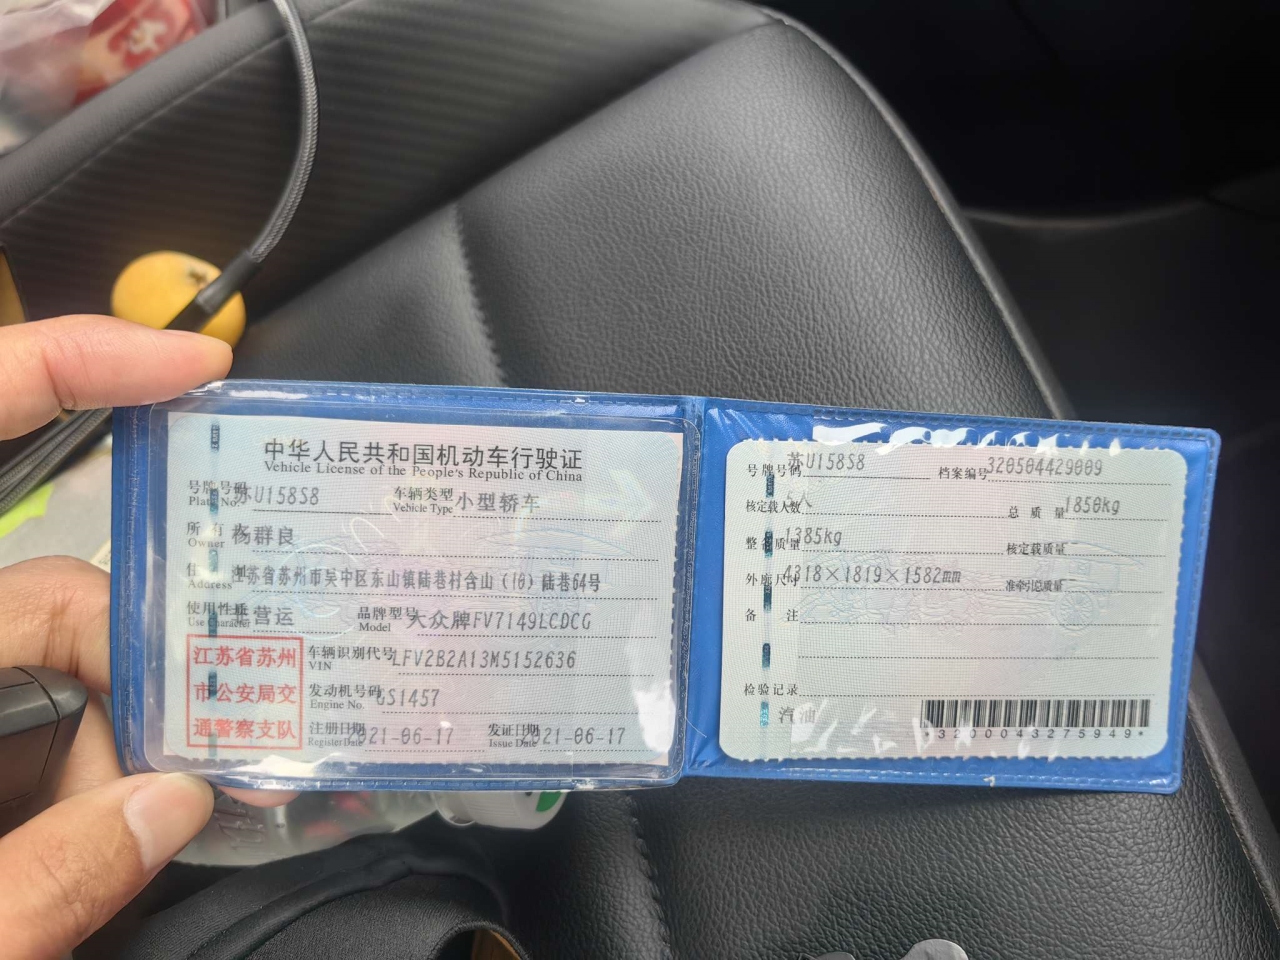 中华人民共和国机动车行驶证
Vehicle License of the People's Republic of China
号牌号码 苏U158S8 车辆类型 小型轿车
Plate No. Vehicle Type
所有人 杨群良
Owner
住址 江苏省苏州市吴中区东山镇陆巷村含山(10)陆巷64号
Address
使用性质 非营运 品牌型号 大众牌FV7149LCDCG
Use Character Model
江苏省苏州
市公安局交
通警察支队
车辆识别代号 LFV2B2A13M5152636
VIN
发动机号码 GS1457
Engine No.
注册日期 2021-06-17 发证日期 2021-06-17
Register Date Issue Date
号牌号码 苏U158S8 档案编号 320504429009
核定载人数 5人 总质量 1850kg
整备质量 1385kg 核定载质量
外廓尺寸 4318×1819×1582mm 准牵引总质量
备注
检验记录
汽油
*3200043275949*